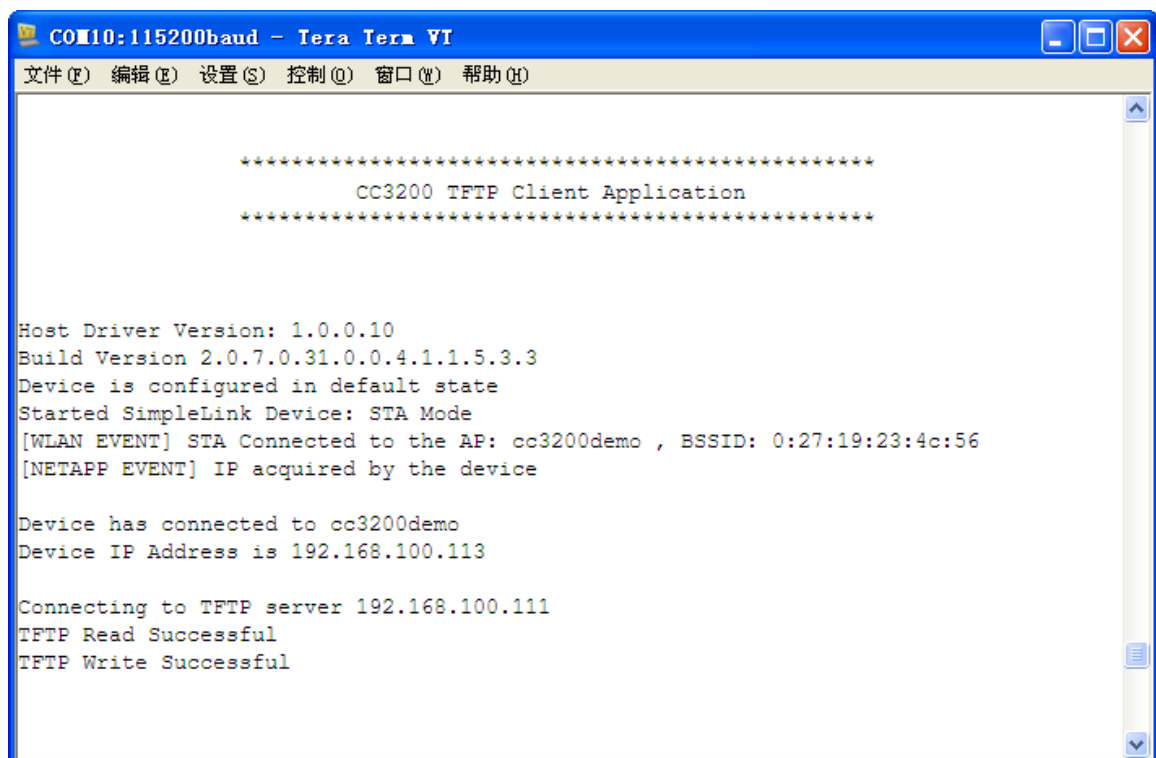 COM10:115200baud - Tera Term VT
文件(F) 编辑(E) 设置(S) 控制(O) 窗口(W) 帮助(H)
*************************************************
CC3200 TFTP Client Application
*************************************************
Host Driver Version: 1.0.0.10
Build Version 2.0.7.0.31.0.0.4.1.1.5.3.3
Device is configured in default state
Started SimpleLink Device: STA Mode
[WLAN EVENT] STA Connected to the AP: cc3200demo , BSSID: 0:27:19:23:4c:56
[NETAPP EVENT] IP acquired by the device
Device has connected to cc3200demo
Device IP Address is 192.168.100.113
Connecting to TFTP server 192.168.100.111
TFTP Read Successful
TFTP Write Successful